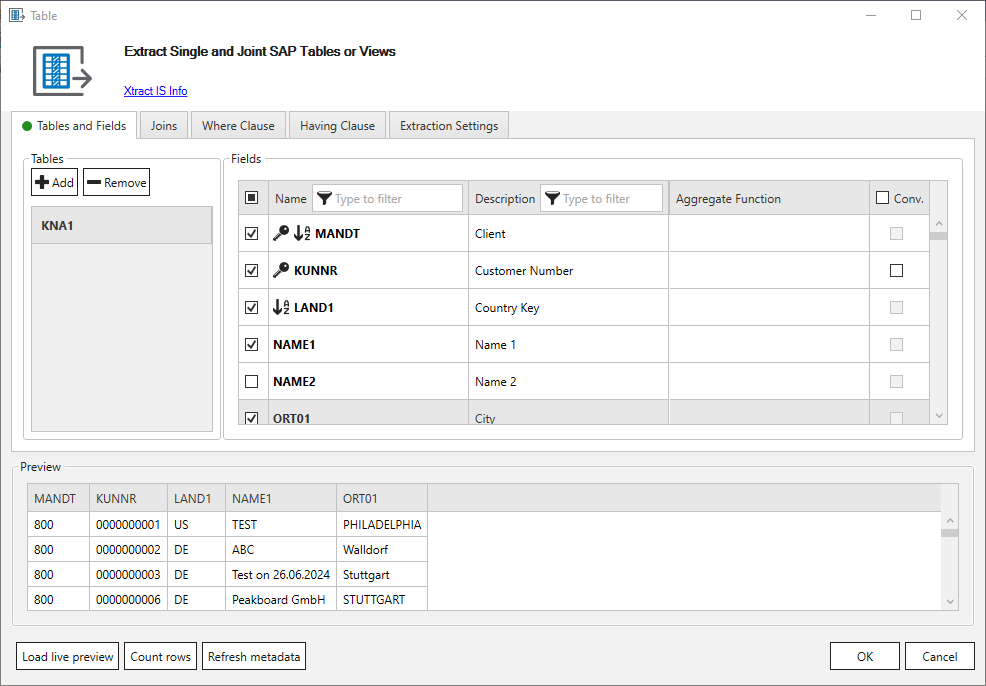 Table
Extract Single and Joint SAP Tables or Views
Xtract IS Info
Tables and Fields Joins Where Clause Having Clause Extraction Settings
Tables
Add Remove
KNA1
Fields
Name Type to filter Description Type to filter Aggregate Function Conv.
MANDT Client
KUNNR Customer Number
LAND1 Country Key
NAME1 Name 1
NAME2 Name 2
ORT01 City
Preview
MANDT KUNNR LAND1 NAME1 ORT01
800 0000000001 US TEST PHILADELPHIA
800 0000000002 DE ABC Walldorf
800 0000000003 DE Test on 26.06.2024 Stuttgart
800 0000000006 DE Peakboard GmbH STUTTGART
Load live preview Count rows Refresh metadata OK Cancel